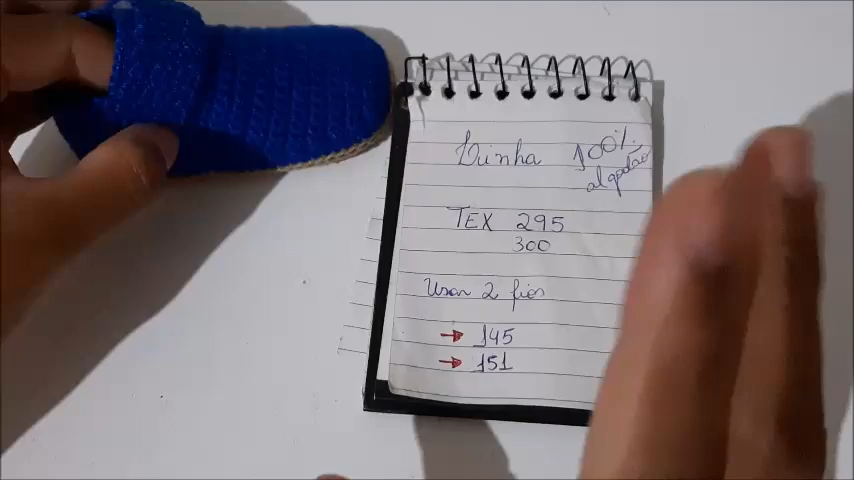 Linha 100%
algodão
TEX 295
300
Usar 2 fios
→ 145
→ 151